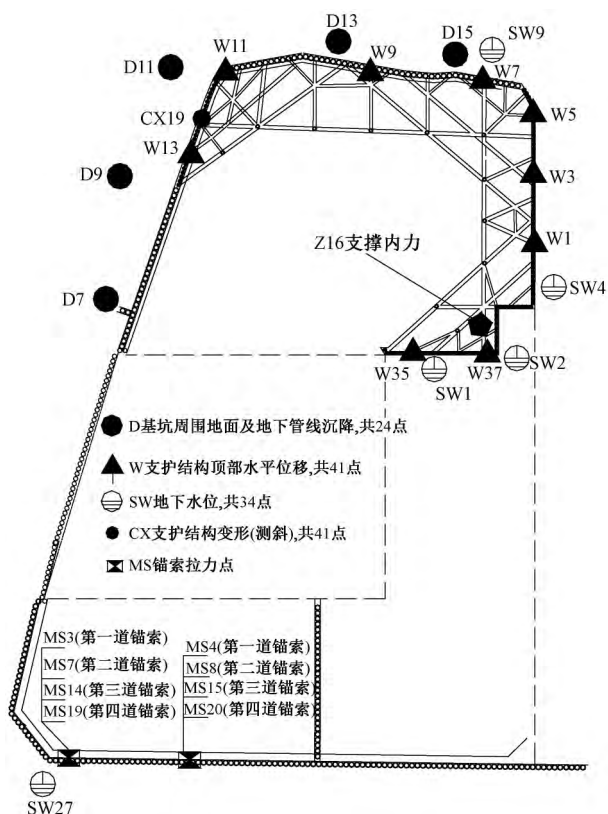 D13
D15
SW9
D11
W11
W9
W7
CX19
W5
W13
D9
W3
W1
Z16支撑内力
D7
SW4
W35
W37
SW2
SW1
D基坑周围地面及地下管线沉降,共24点
W支护结构顶部水平位移,共41点
SW地下水位,共34点
CX支护结构变形(测斜),共41点
MS锚索拉力点
MS3(第一道锚索)
MS7(第二道锚索)
MS14(第三道锚索)
MS19(第四道锚索)
MS4(第一道锚索)
MS8(第二道锚索)
MS15(第三道锚索)
MS20(第四道锚索)
SW27